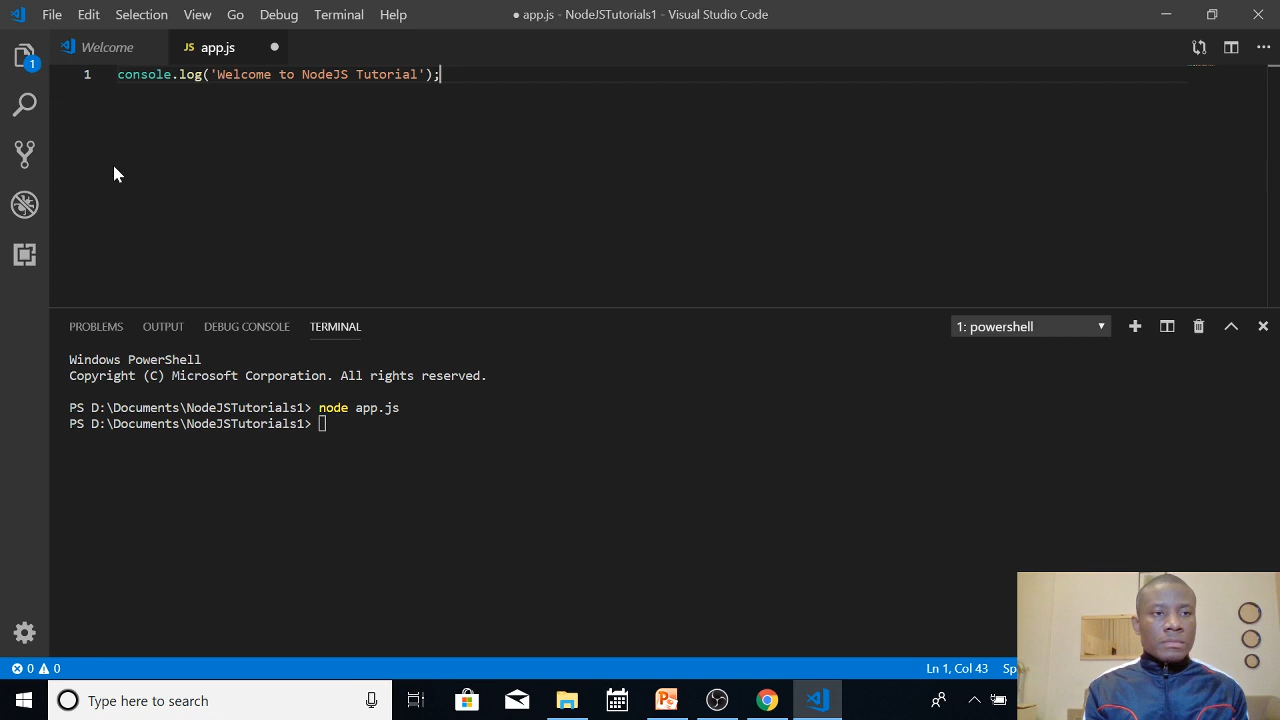 File Edit Selection View Go Debug Terminal Help ● app.js - NodeJSTutorials1 - Visual Studio Code
Welcome JS app.js
1 console.log('Welcome to NodeJS Tutorial');
1
PROBLEMS OUTPUT DEBUG CONSOLE TERMINAL 1: powershell
Windows PowerShell
Copyright (C) Microsoft Corporation. All rights reserved.
PS D:\Documents\NodeJSTutorials1> node app.js
PS D:\Documents\NodeJSTutorials1>
0 0 Ln 1, Col 43 Sp
Type here to search